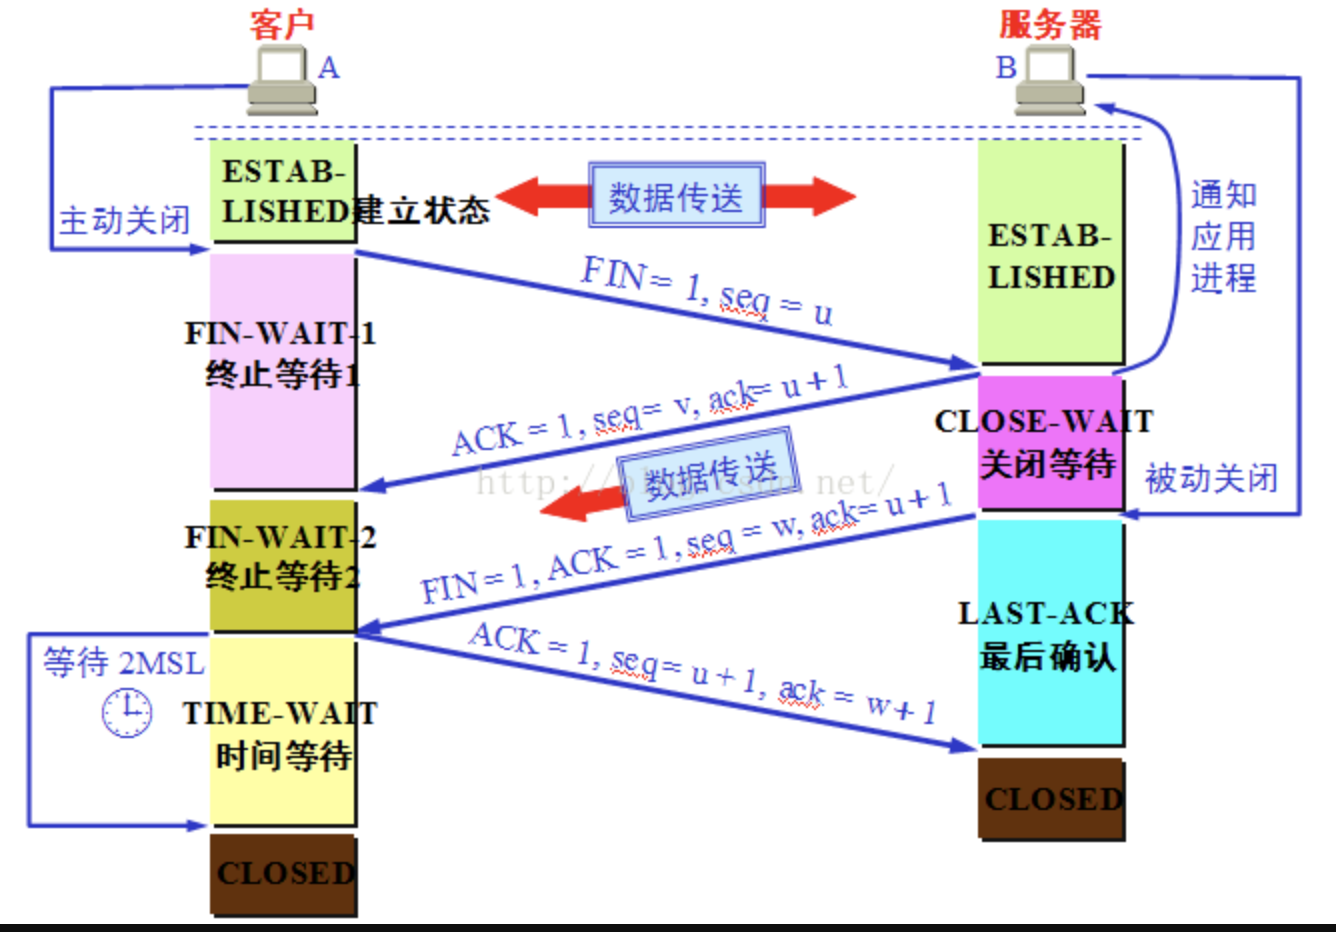 客户
服务器
A
B
ESTAB-
LISHED建立状态
数据传送
主动关闭
通知
应用
进程
ESTAB-
LISHED
FIN = 1, seq = u
FIN-WAIT-1
终止等待1
ACK = 1, seq = v, ack= u + 1
CLOSE-WAIT
关闭等待
数据传送
被动关闭
FIN-WAIT-2
终止等待2
FIN = 1, ACK = 1, seq = w, ack= u + 1
LAST-ACK
最后确认
ACK = 1, seq = u + 1, ack = w + 1
等待 2MSL
TIME-WAIT
时间等待
CLOSED
CLOSED